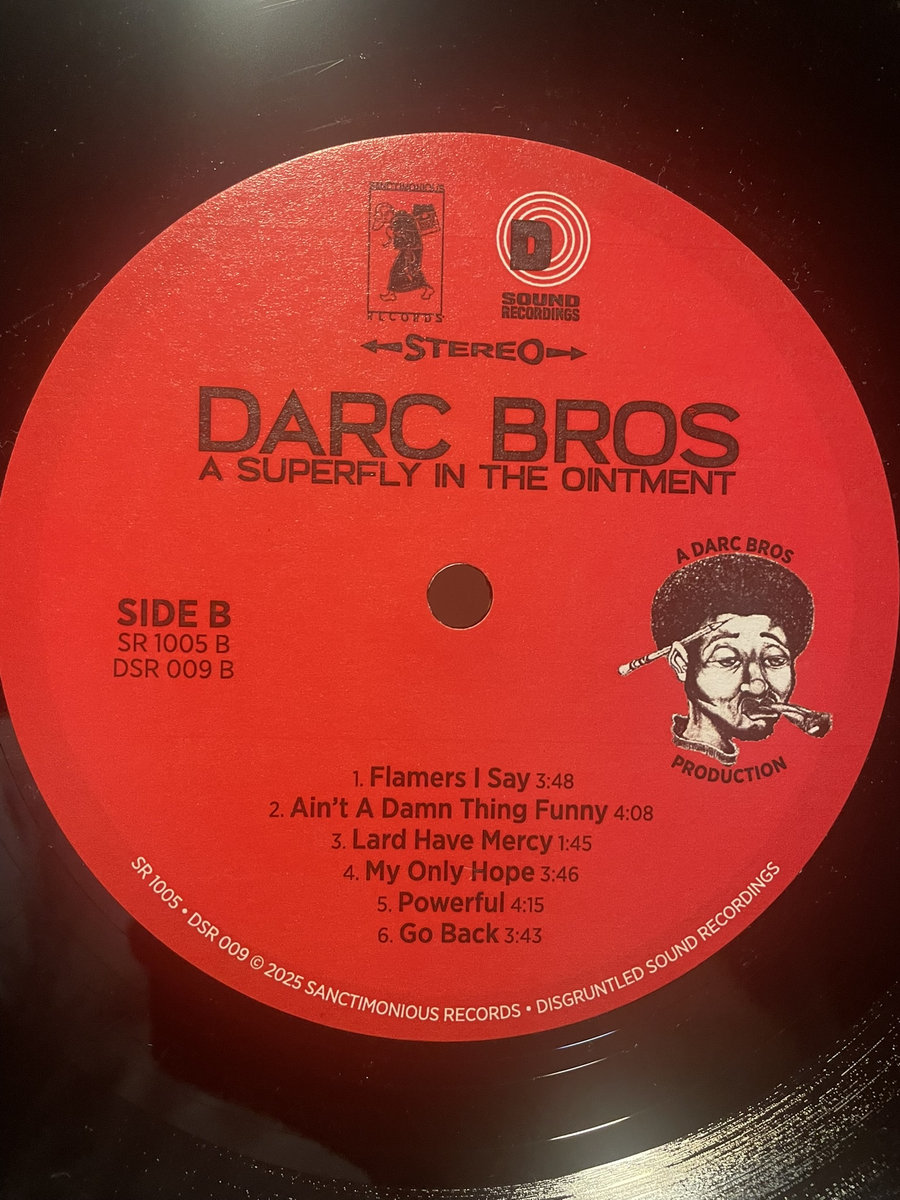 SANCTIMONIOUS
RECORDS
D
SOUND
RECORDINGS
STEREO
DARC BROS
A SUPERFLY IN THE OINTMENT
SIDE B
SR 1005 B
DSR 009 B
A DARC BROS
PRODUCTION
1. Flamers I Say 3:48
2. Ain't A Damn Thing Funny 4:08
3. Lard Have Mercy 1:45
4. My Only Hope 3:46
5. Powerful 4:15
6. Go Back 3:43
SR 1005 • DSR 009 © 2025 SANCTIMONIOUS RECORDS • DISGRUNTLED SOUND RECORDINGS